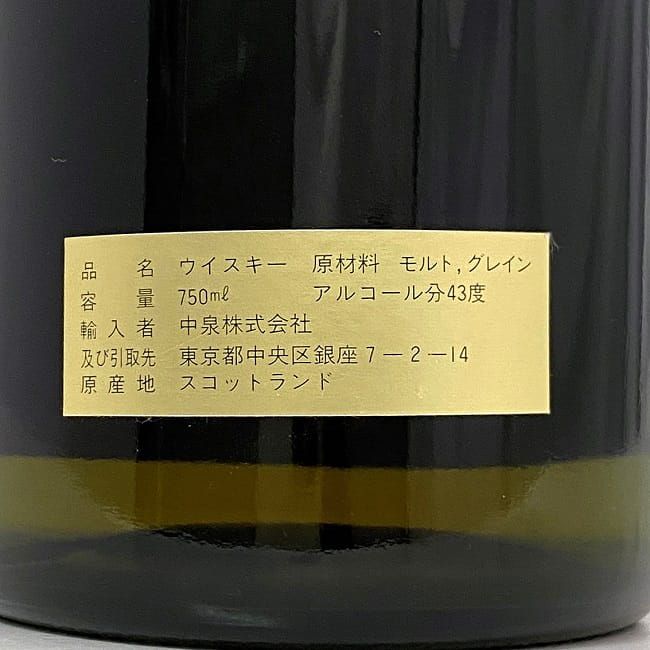 品名 ウイスキー 原材料 モルト,グレイン
容量 750ml アルコール分43度
輸入者 中泉株式会社
及び引取先 東京都中央区銀座7-2-14
原産地 スコットランド